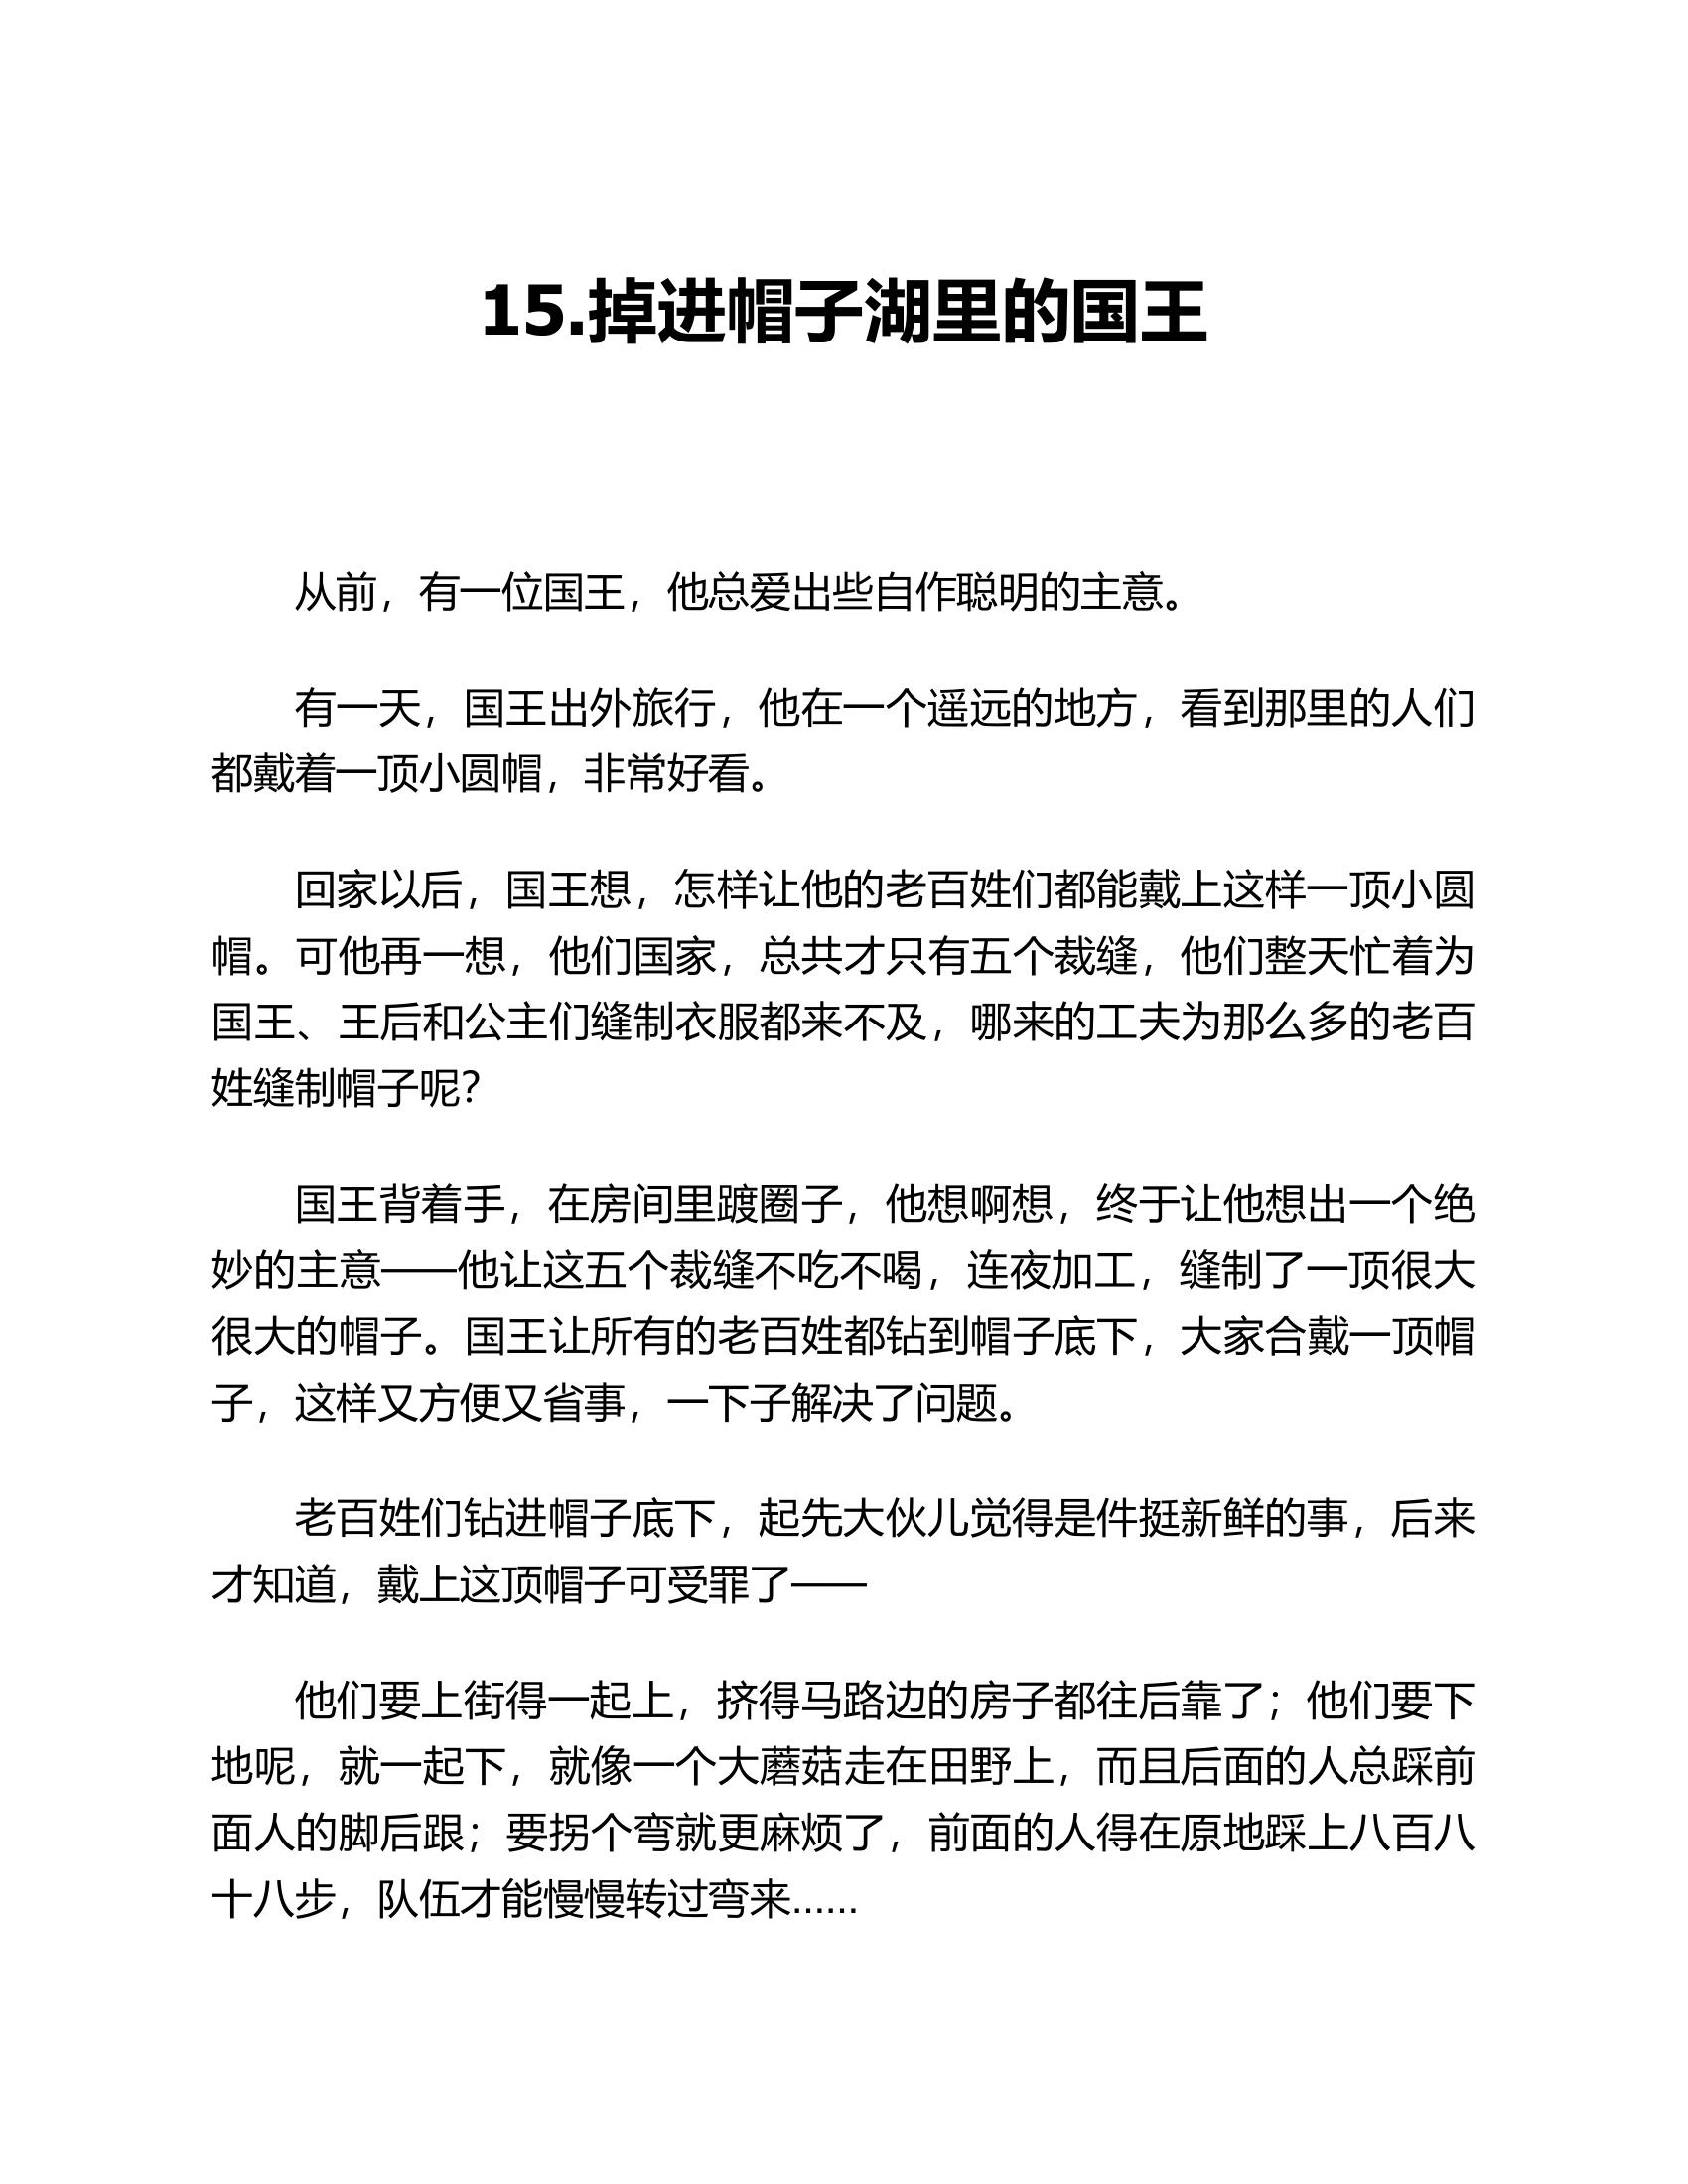 15.掉进帽子湖里的国王
从前，有一位国王，他总爱出些自作聪明的主意。
有一天，国王出外旅行，他在一个遥远的地方，看到那里的人们
都戴着一顶小圆帽，非常好看。
回家以后，国王想，怎样让他的老百姓们都能戴上这样一顶小圆
帽。可他再一想，他们国家，总共才只有五个裁缝，他们整天忙着为
国王、王后和公主们缝制衣服都来不及，哪来的工夫为那么多的老百
姓缝制帽子呢？
国王背着手，在房间里踱圈子，他想啊想，终于让他想出一个绝
妙的主意——他让这五个裁缝不吃不喝，连夜加工，缝制了一顶很大
很大的帽子。国王让所有的老百姓都钻到帽子底下，大家合戴一顶帽
子，这样又方便又省事，一下子解决了问题。
老百姓们钻进帽子底下，起先大伙儿觉得是件挺新鲜的事，后来
才知道，戴上这顶帽子可受罪了——
他们要上街得一起上，挤得马路边的房子都往后靠了；他们要下
地呢，就一起下，就像一个大蘑菇走在田野上，而且后面的人总踩前
面人的脚后跟；要拐个弯就更麻烦了，前面的人得在原地踩上八百八
十八步，队伍才能慢慢转过弯来……